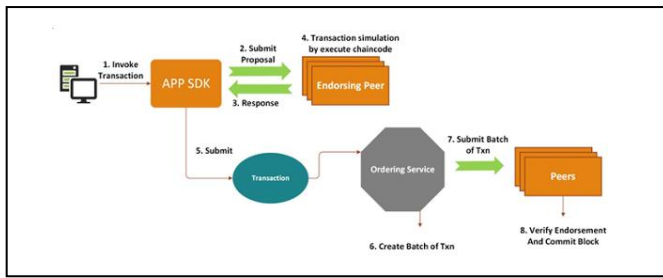 1. Invoke
Transaction
APP SDK
2. Submit
Proposal
3. Response
4. Transaction simulation
by execute chaincode
Endorsing Peer
5. Submit
Transaction
Ordering Service
6. Create Batch of Txn
7. Submit Batch
of Txn
Peers
8. Verify Endorsement
And Commit Block